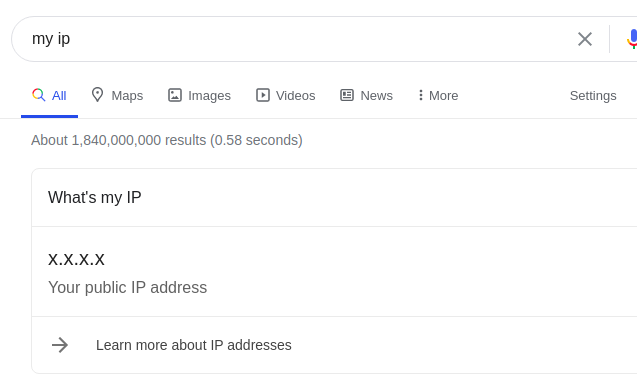 my ip
All Maps Images Videos News More Settings
About 1,840,000,000 results (0.58 seconds)
What's my IP
x.x.x.x
Your public IP address
Learn more about IP addresses